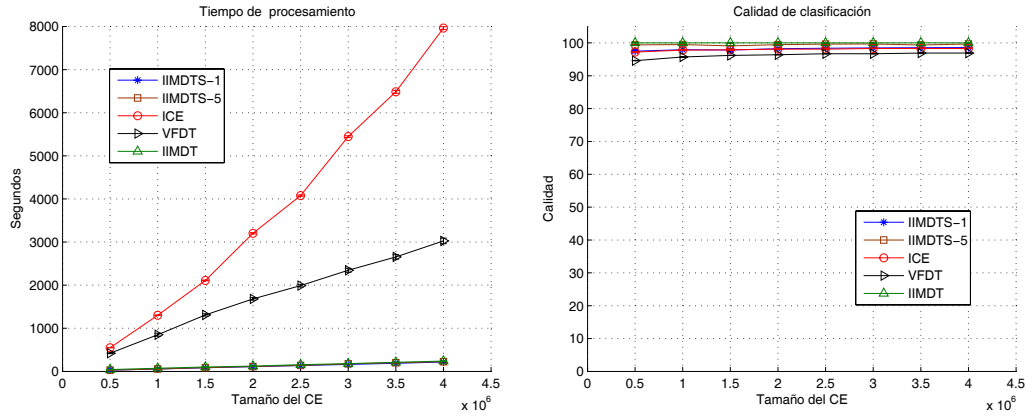 Tiempo de procesamiento
8000
7000
6000
5000
4000
3000
2000
1000
0
Segundos
IIMDTS-1
IIMDTS-5
ICE
VFDT
IIMDT
0 0.5 1 1.5 2 2.5 3 3.5 4 4.5
Tamaño del CE
x 10^6
Calidad de clasificación
100
90
80
70
60
50
40
30
20
10
0
Calidad
IIMDTS-1
IIMDTS-5
ICE
VFDT
IIMDT
0 0.5 1 1.5 2 2.5 3 3.5 4 4.5
Tamaño del CE
x 10^6